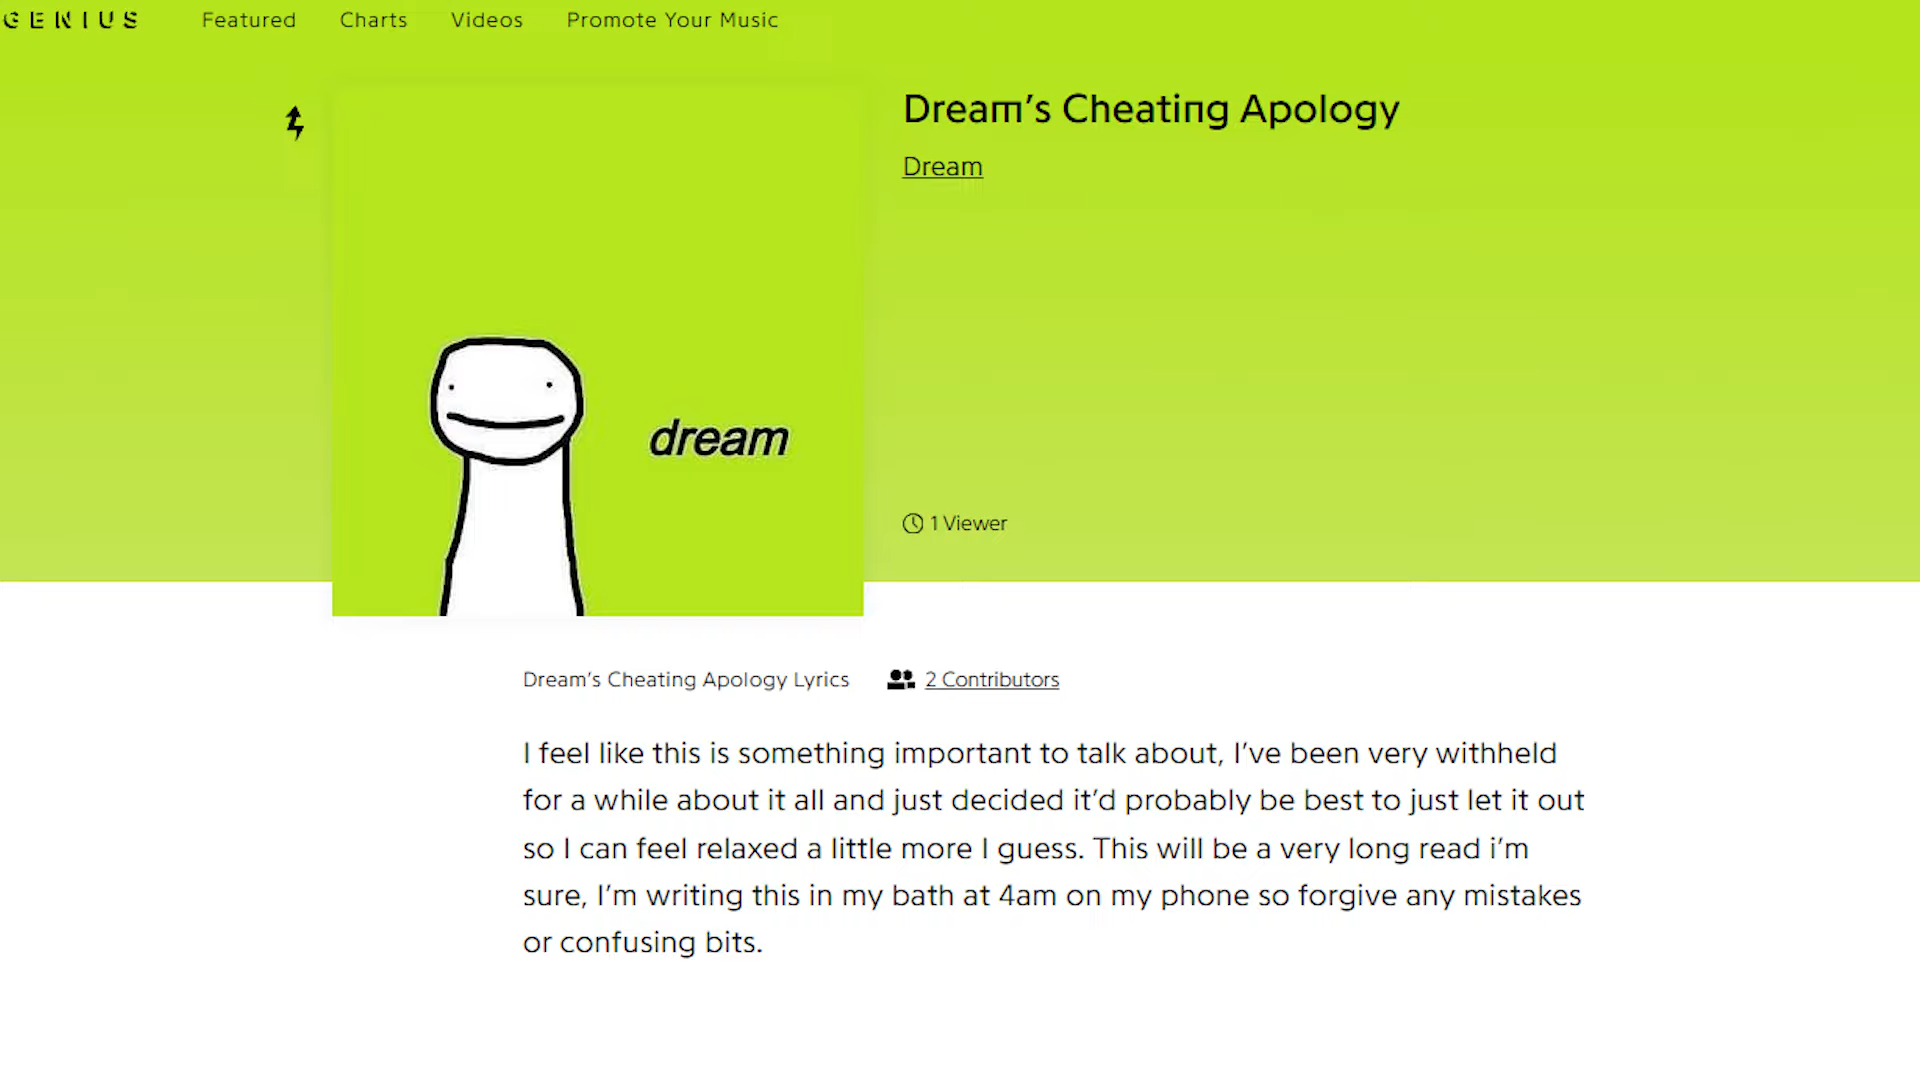 GENIUS Featured Charts Videos Promote Your Music
Dream's Cheating Apology
Dream
dream
1 Viewer
Dream's Cheating Apology Lyrics 2 Contributors
I feel like this is something important to talk about, I've been very withheld
for a while about it all and just decided it'd probably be best to just let it out
so I can feel relaxed a little more I guess. This will be a very long read i'm
sure, I'm writing this in my bath at 4am on my phone so forgive any mistakes
or confusing bits.